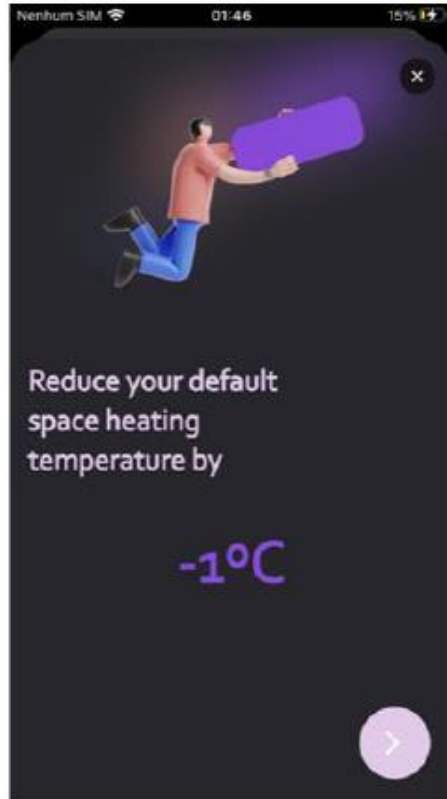 Nenhum SIM 01:46 15%
Reduce your default
space heating
temperature by
-1°C